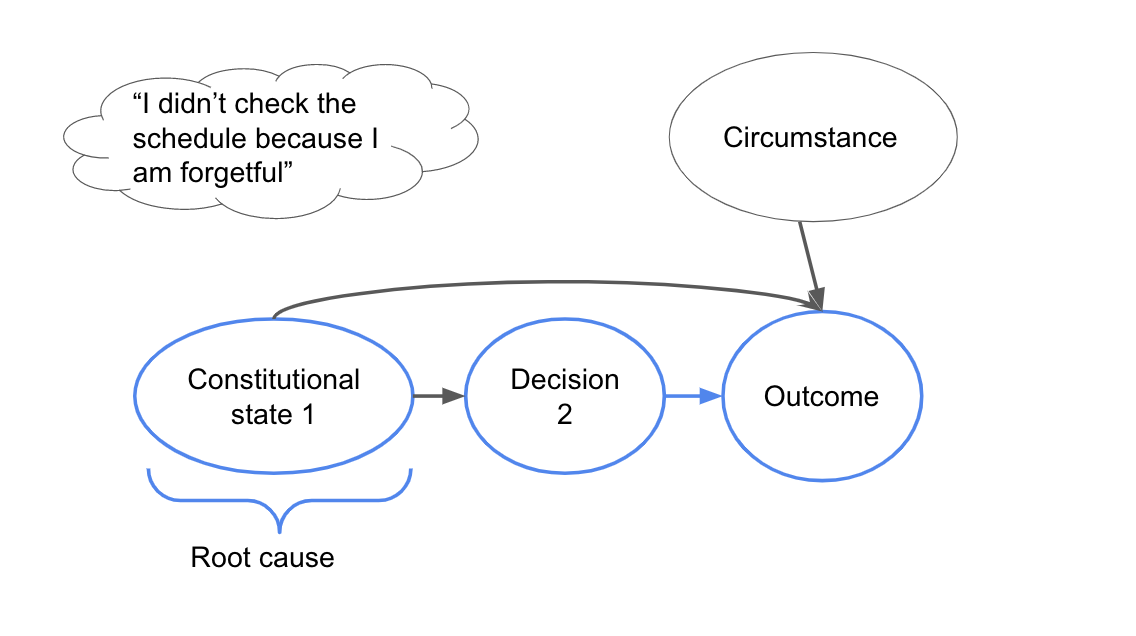 “I didn’t check the
schedule because I
am forgetful”
Circumstance
Constitutional
state 1
Decision
2
Outcome
Root cause